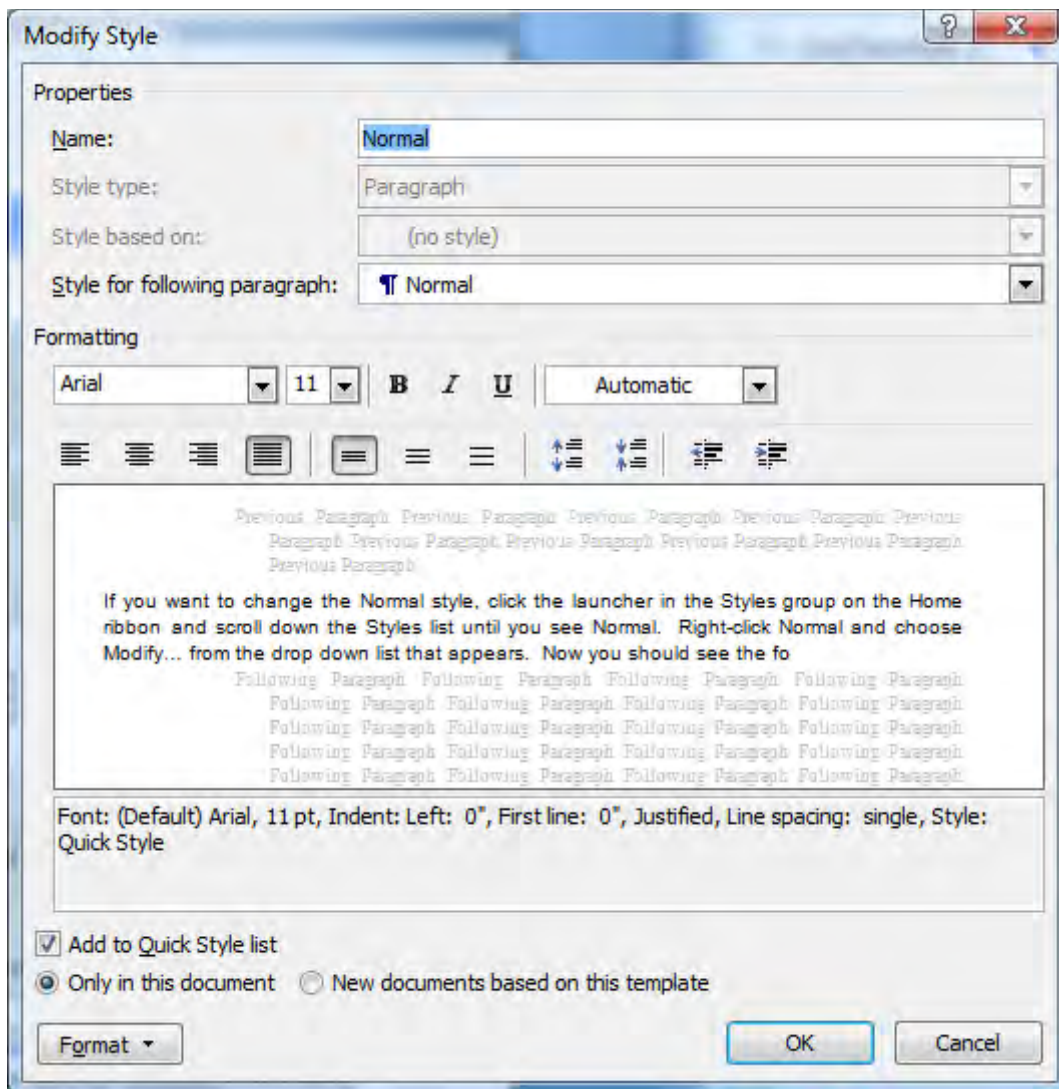 Modify Style
Properties
Name:
Normal
Style type:
Paragraph
Style based on:
(no style)
Style for following paragraph:
¶ Normal
Formatting
Arial
11
B I U
Automatic
Previous Paragraph Previous Paragraph Previous Paragraph Previous Paragraph Previous
Paragraph Previous Paragraph Previous Paragraph Previous Paragraph Previous Paragraph
Previous Paragraph
If you want to change the Normal style, click the launcher in the Styles group on the Home
ribbon and scroll down the Styles list until you see Normal.  Right-click Normal and choose
Modify... from the drop down list that appears.  Now you should see the fo
Following Paragraph Following Paragraph Following Paragraph Following Paragraph
Following Paragraph Following Paragraph Following Paragraph Following Paragraph
Following Paragraph Following Paragraph Following Paragraph Following Paragraph
Following Paragraph Following Paragraph Following Paragraph Following Paragraph
Following Paragraph Following Paragraph Following Paragraph Following Paragraph
Font: (Default) Arial, 11 pt, Indent: Left:  0", First line:  0", Justified, Line spacing:  single, Style:
Quick Style
Add to Quick Style list
Only in this document
New documents based on this template
Format
OK
Cancel